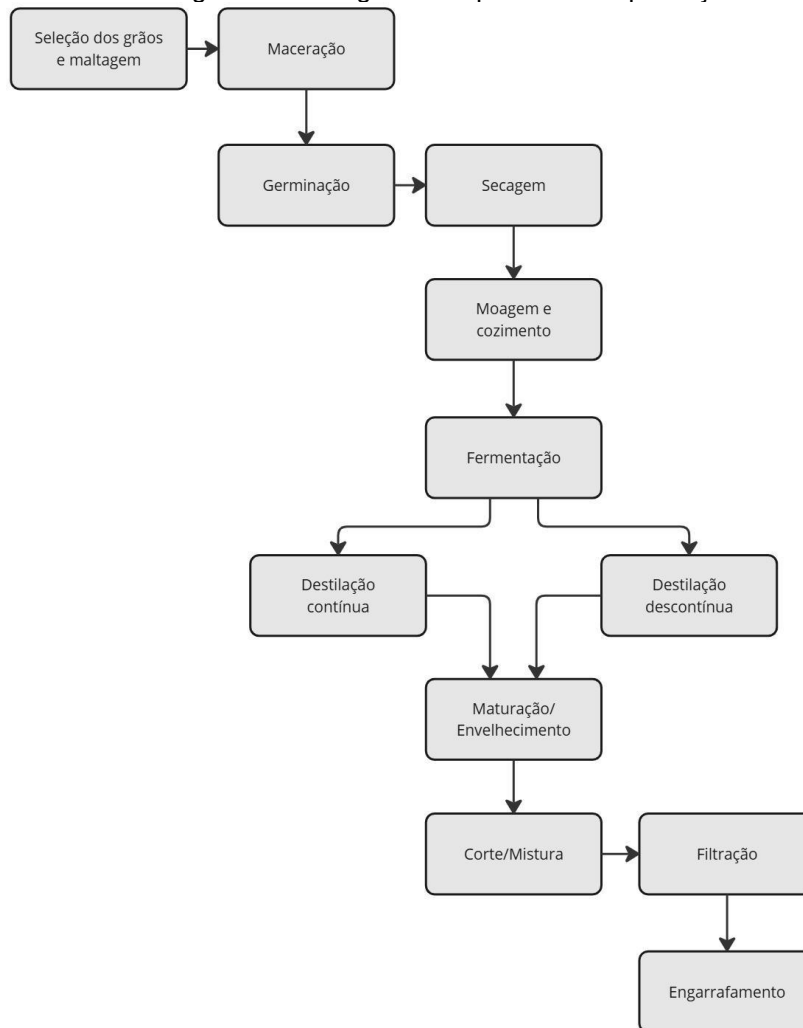 Seleção dos grãos
e maltagem
Maceração
Germinação
Secagem
Moagem e
cozimento
Fermentação
Destilação
contínua
Destilação
descontínua
Maturação/
Envelhecimento
Corte/Mistura
Filtração
Engarrafamento